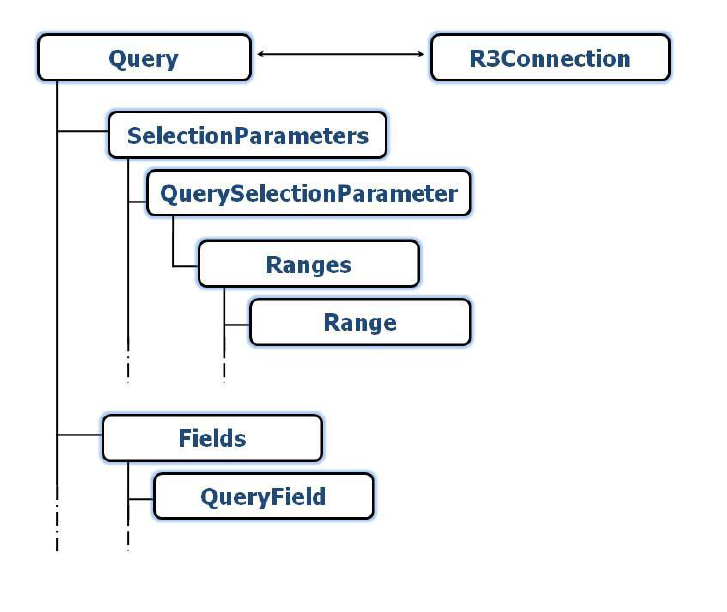 Query
R3Connection
SelectionParameters
QuerySelectionParameter
Ranges
Range
Fields
QueryField